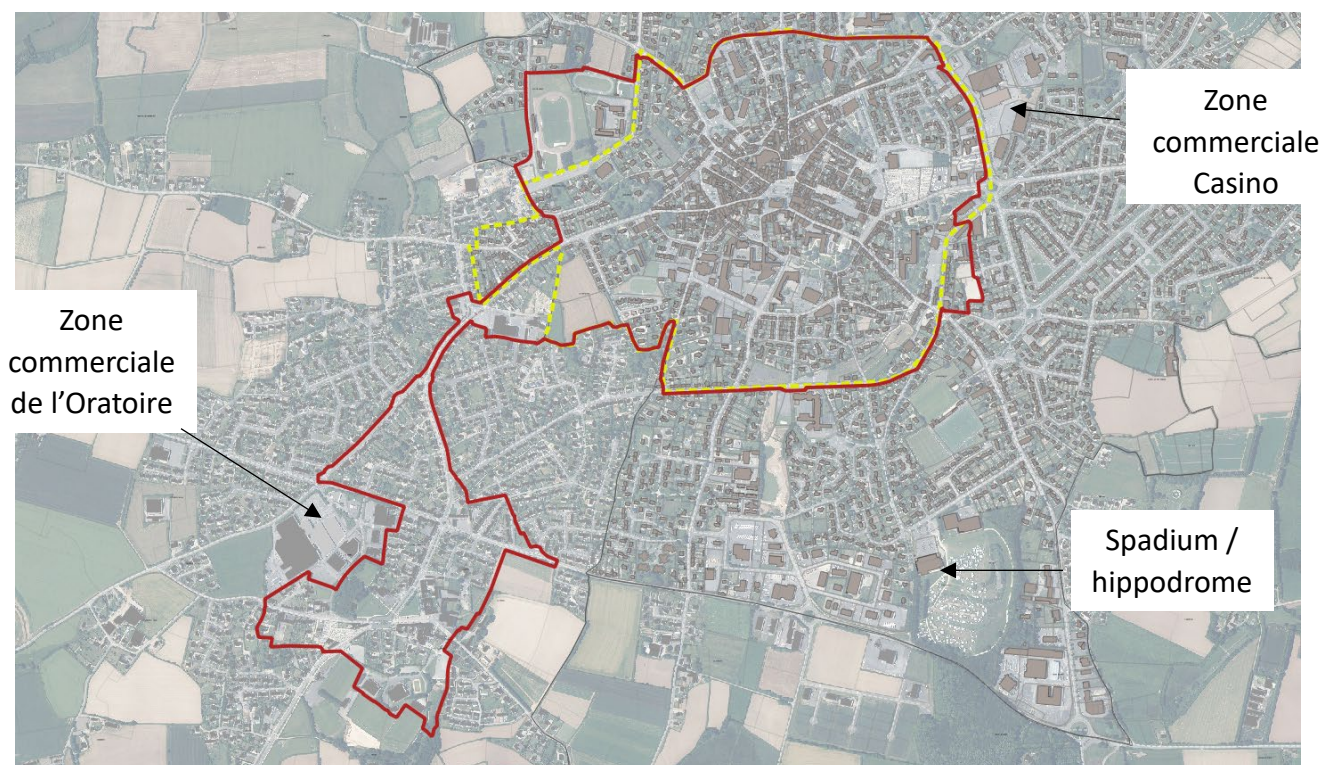 Zone
commerciale
Casino
Zone
commerciale
de l’Oratoire
Spadium /
hippodrome